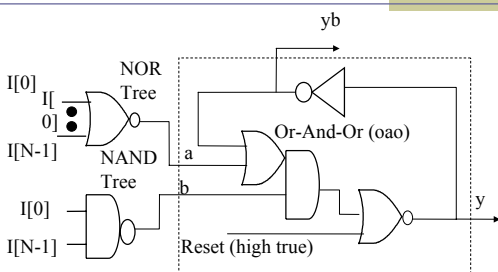 yb
I[0]
NOR
Tree
I[
0]
I[N-1]
Or-And-Or (oao)
NAND
Tree
a
b
I[0]
y
I[N-1]
Reset (high true)